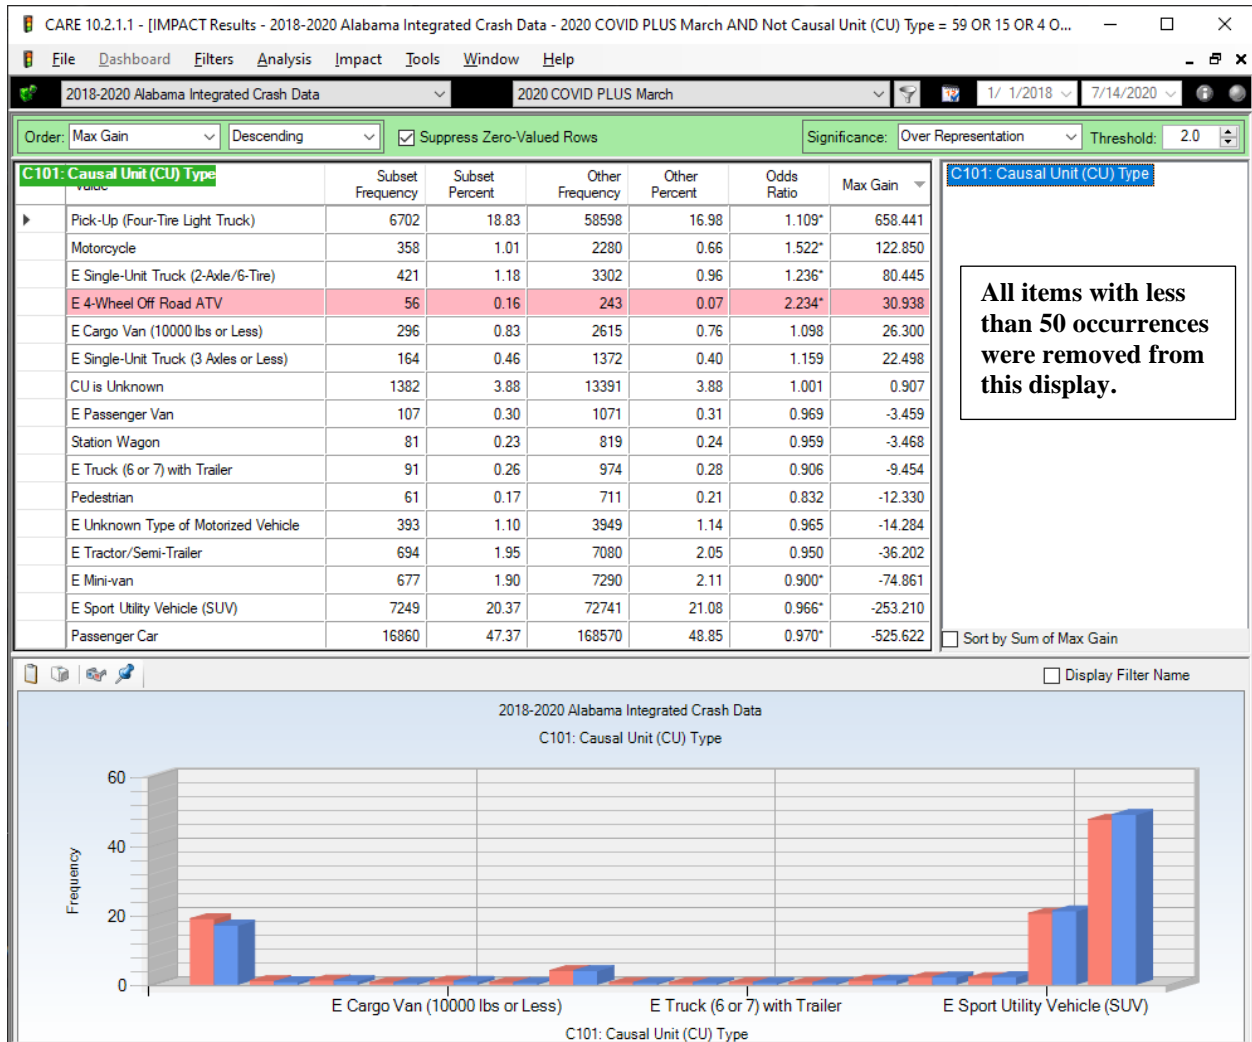 CARE 10.2.1.1 - [IMPACT Results - 2018-2020 Alabama Integrated Crash Data - 2020 COVID PLUS March AND Not Causal Unit (CU) Type = 59 OR 15 OR 4 O...
File Dashboard Filters Analysis Impact Tools Window Help
2018-2020 Alabama Integrated Crash Data 2020 COVID PLUS March 1/ 1/2018 7/14/2020
Order: Max Gain Descending Suppress Zero-Valued Rows Significance: Over Representation Threshold: 2.0
C101: Causal Unit (CU) Type Subset Frequency Subset Percent Other Frequency Other Percent Odds Ratio Max Gain
Pick-Up (Four-Tire Light Truck) 6702 18.83 58598 16.98 1.109* 658.441
Motorcycle 358 1.01 2280 0.66 1.522* 122.850
E Single-Unit Truck (2-Axle/6-Tire) 421 1.18 3302 0.96 1.236* 80.445
E 4-Wheel Off Road ATV 56 0.16 243 0.07 2.234* 30.938
E Cargo Van (10000 lbs or Less) 296 0.83 2615 0.76 1.098 26.300
E Single-Unit Truck (3 Axles or Less) 164 0.46 1372 0.40 1.159 22.498
CU is Unknown 1382 3.88 13391 3.88 1.001 0.907
E Passenger Van 107 0.30 1071 0.31 0.969 -3.459
Station Wagon 81 0.23 819 0.24 0.959 -3.468
E Truck (6 or 7) with Trailer 91 0.26 974 0.28 0.906 -9.454
Pedestrian 61 0.17 711 0.21 0.832 -12.330
E Unknown Type of Motorized Vehicle 393 1.10 3949 1.14 0.965 -14.284
E Tractor/Semi-Trailer 694 1.95 7080 2.05 0.950 -36.202
E Mini-van 677 1.90 7290 2.11 0.900* -74.861
E Sport Utility Vehicle (SUV) 7249 20.37 72741 21.08 0.966* -253.210
Passenger Car 16860 47.37 168570 48.85 0.970* -525.622
C101: Causal Unit (CU) Type
All items with less
than 50 occurrences
were removed from
this display.
Sort by Sum of Max Gain
Display Filter Name
2018-2020 Alabama Integrated Crash Data
C101: Causal Unit (CU) Type
Frequency
60
40
20
0
E Cargo Van (10000 lbs or Less) E Truck (6 or 7) with Trailer E Sport Utility Vehicle (SUV)
C101: Causal Unit (CU) Type